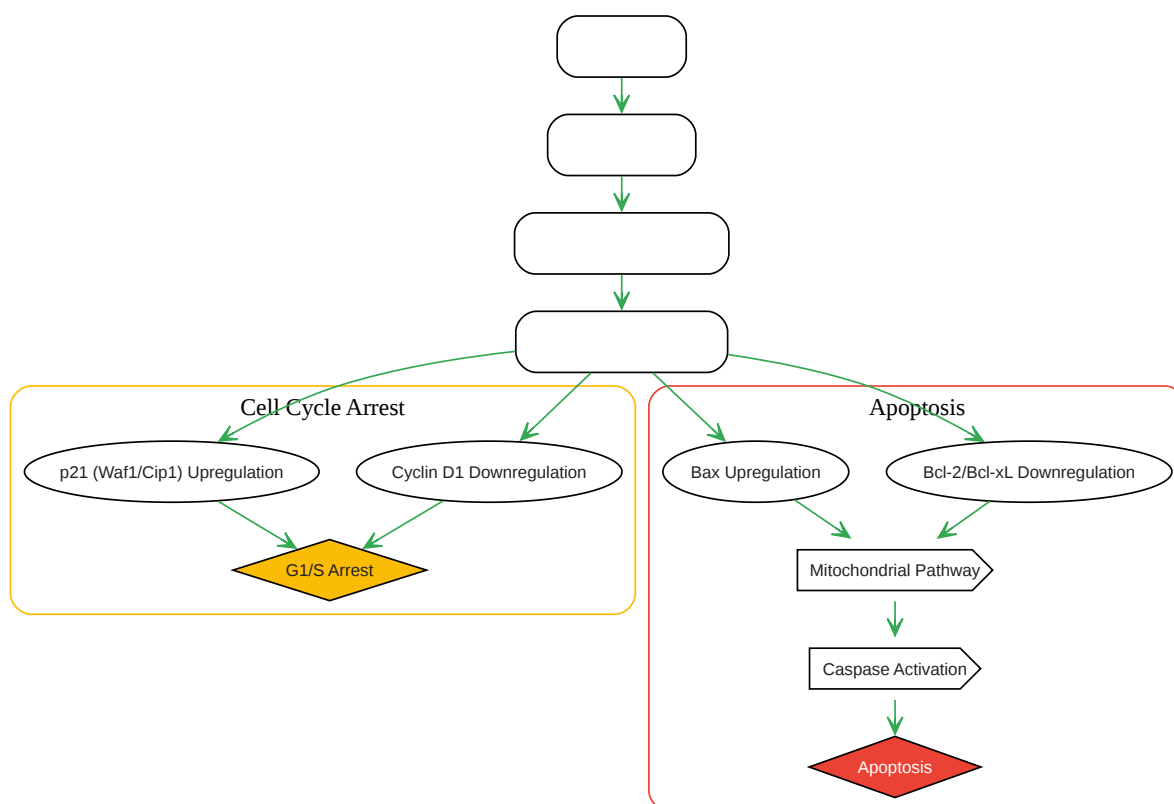 Cell Cycle Arrest
Apoptosis
p21 (Waf1/Cip1) Upregulation
Cyclin D1 Downregulation
Bax Upregulation
Bcl-2/Bcl-xL Downregulation
G1/S Arrest
Mitochondrial Pathway
Caspase Activation
Apoptosis